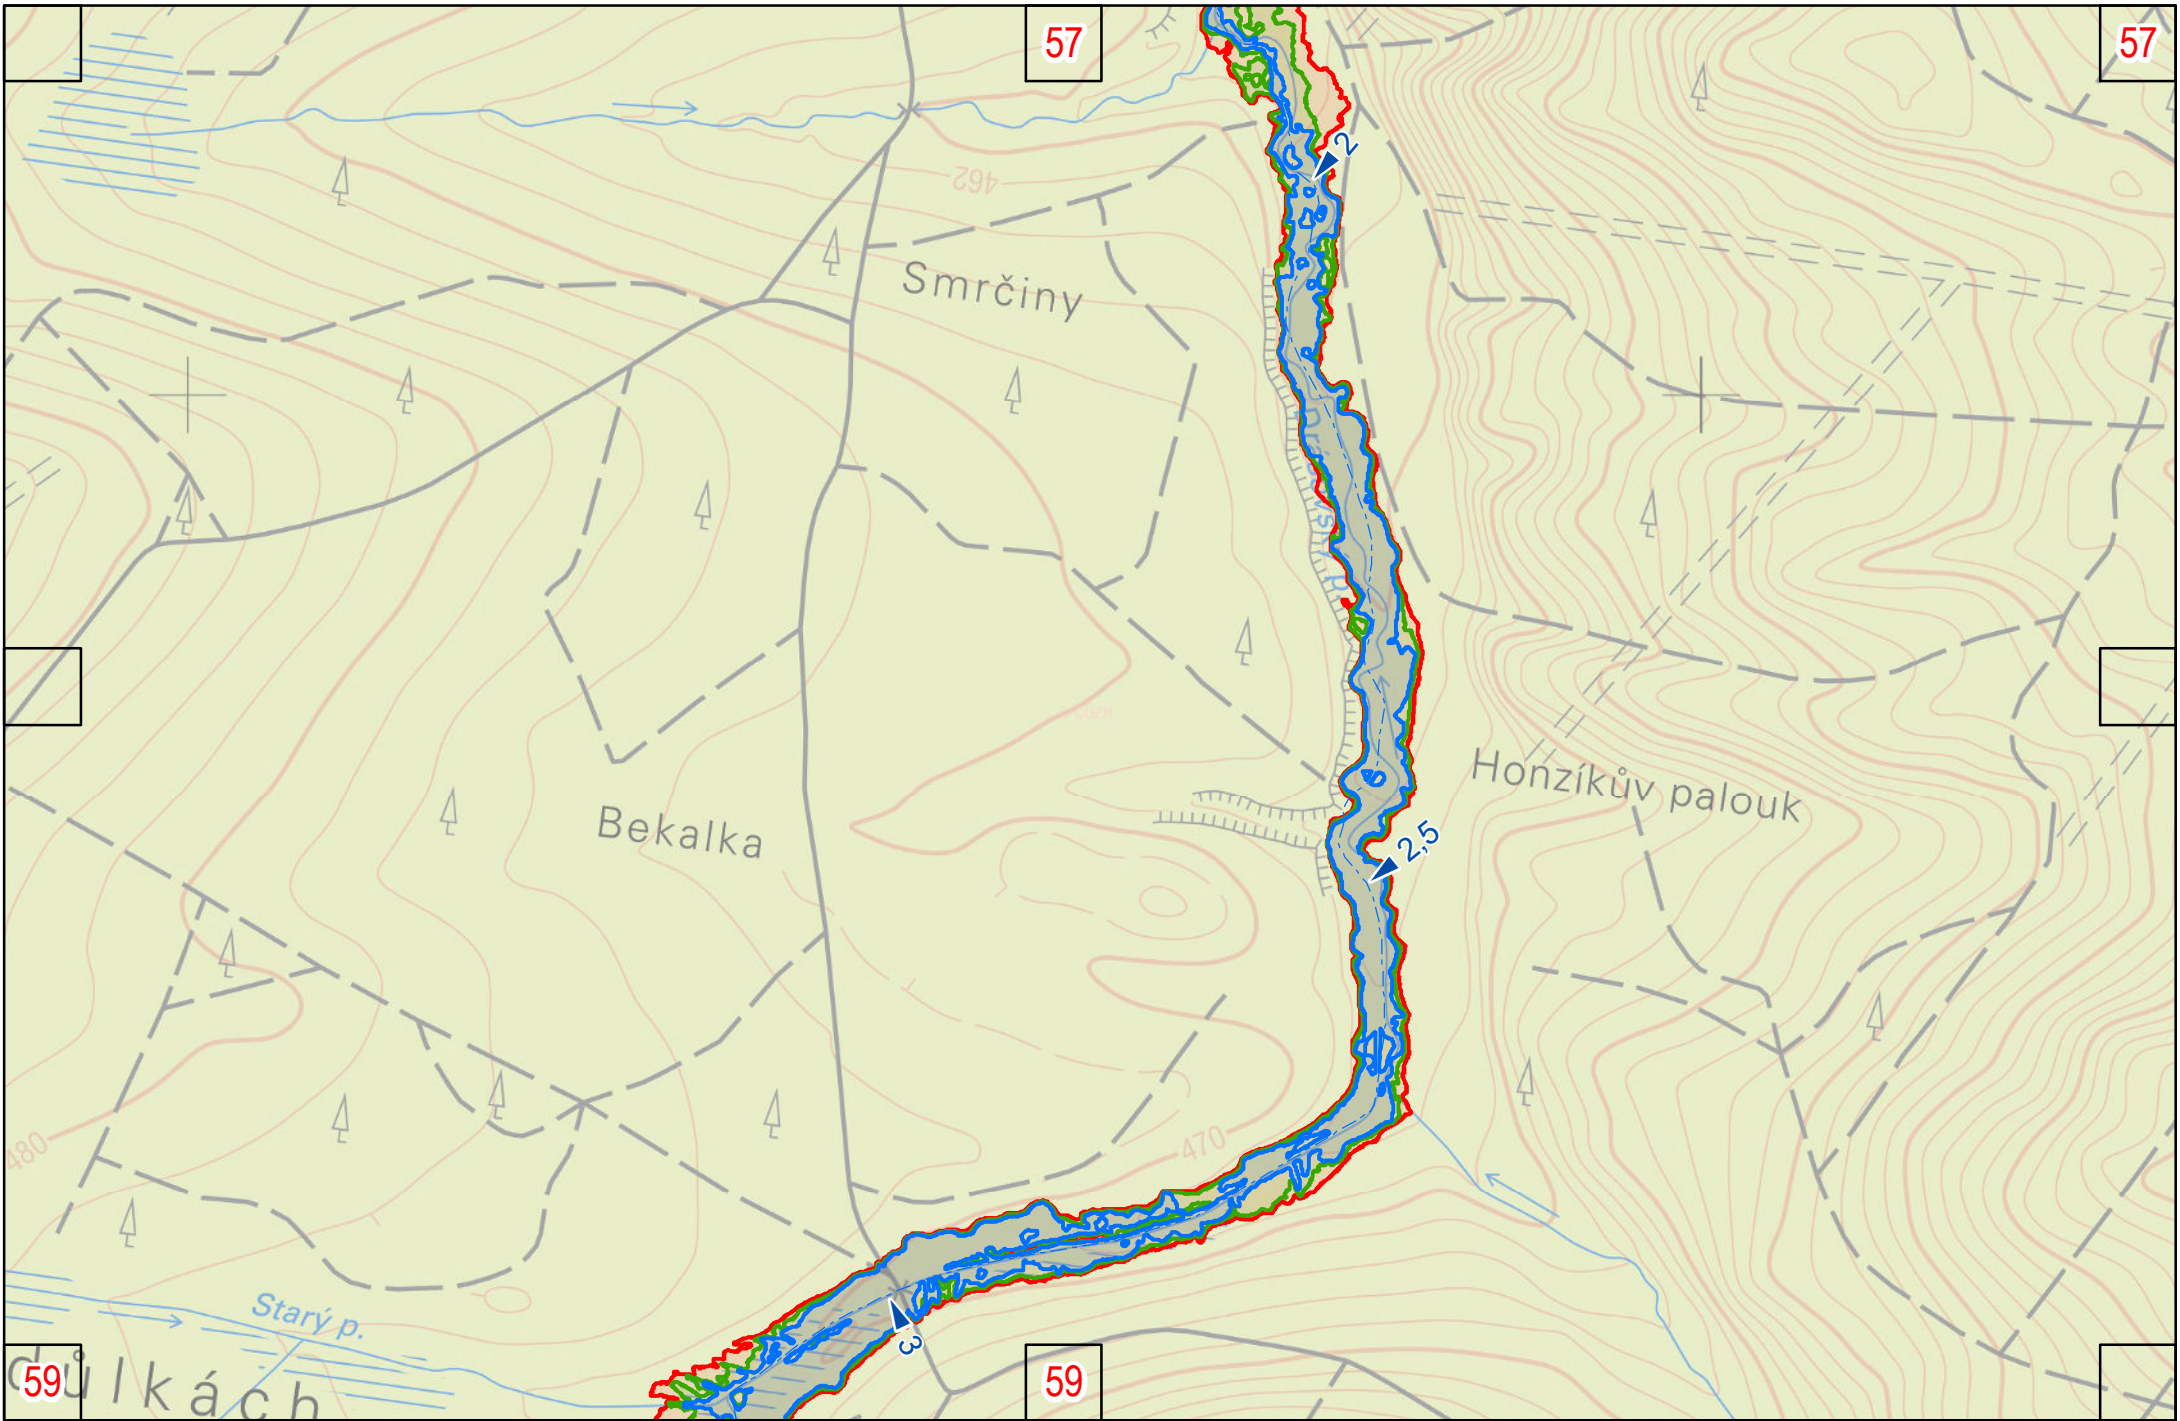 57
57
2
462
Smrčiny
Honzíkův palouk
Bekalka
2,5
470
480
Starý p.
3
59
důlkách
59